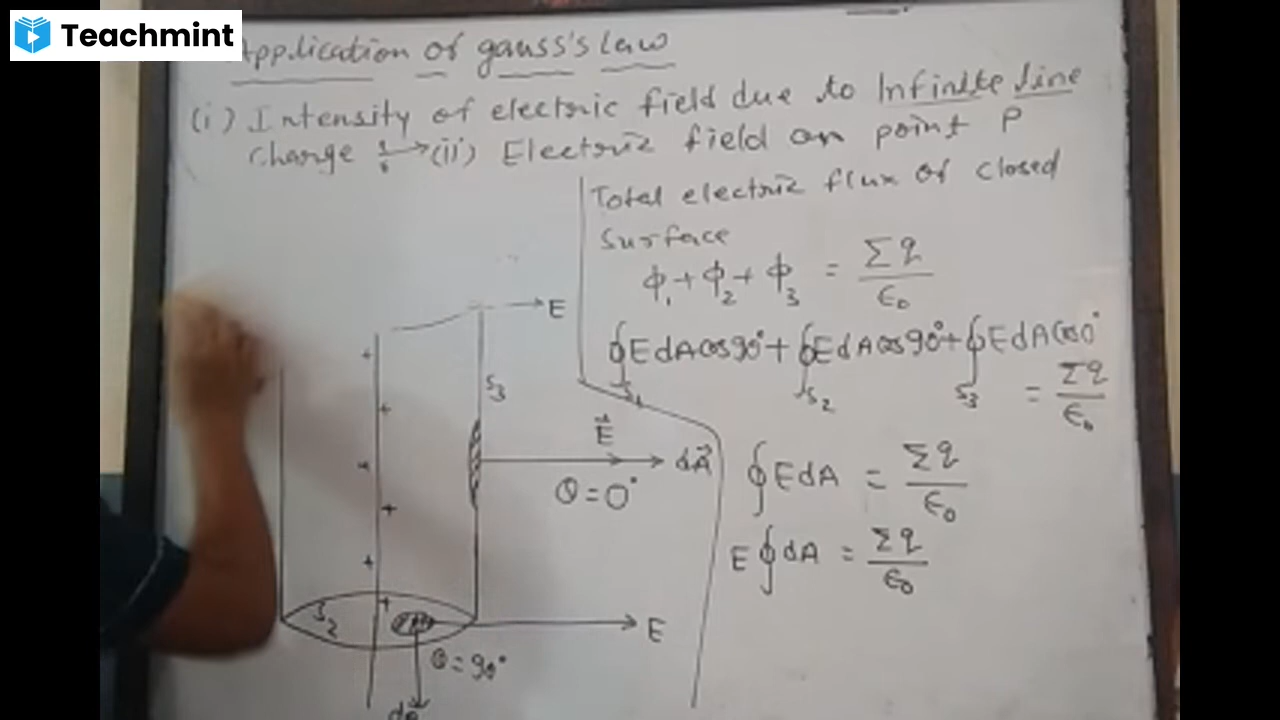 Teachmint
Application of gauss's Law
(i) Intensity of electric field due to Infinite line
charge (ii) Electric field on point P
Total electric flux of closed
surface
ϕ₁+ϕ₂+ϕ₃ = Σq/ϵ₀
∮EdAcos90°+∮EdAcos90°+∮EdAcos0°
S₁ S₂ S₃ = Σq/ϵ₀
∮EdA = Σq/ϵ₀
E∮dA = Σq/ϵ₀
E
S₃
E⃗
dA⃗
θ=0°
S₂
E
θ=90°